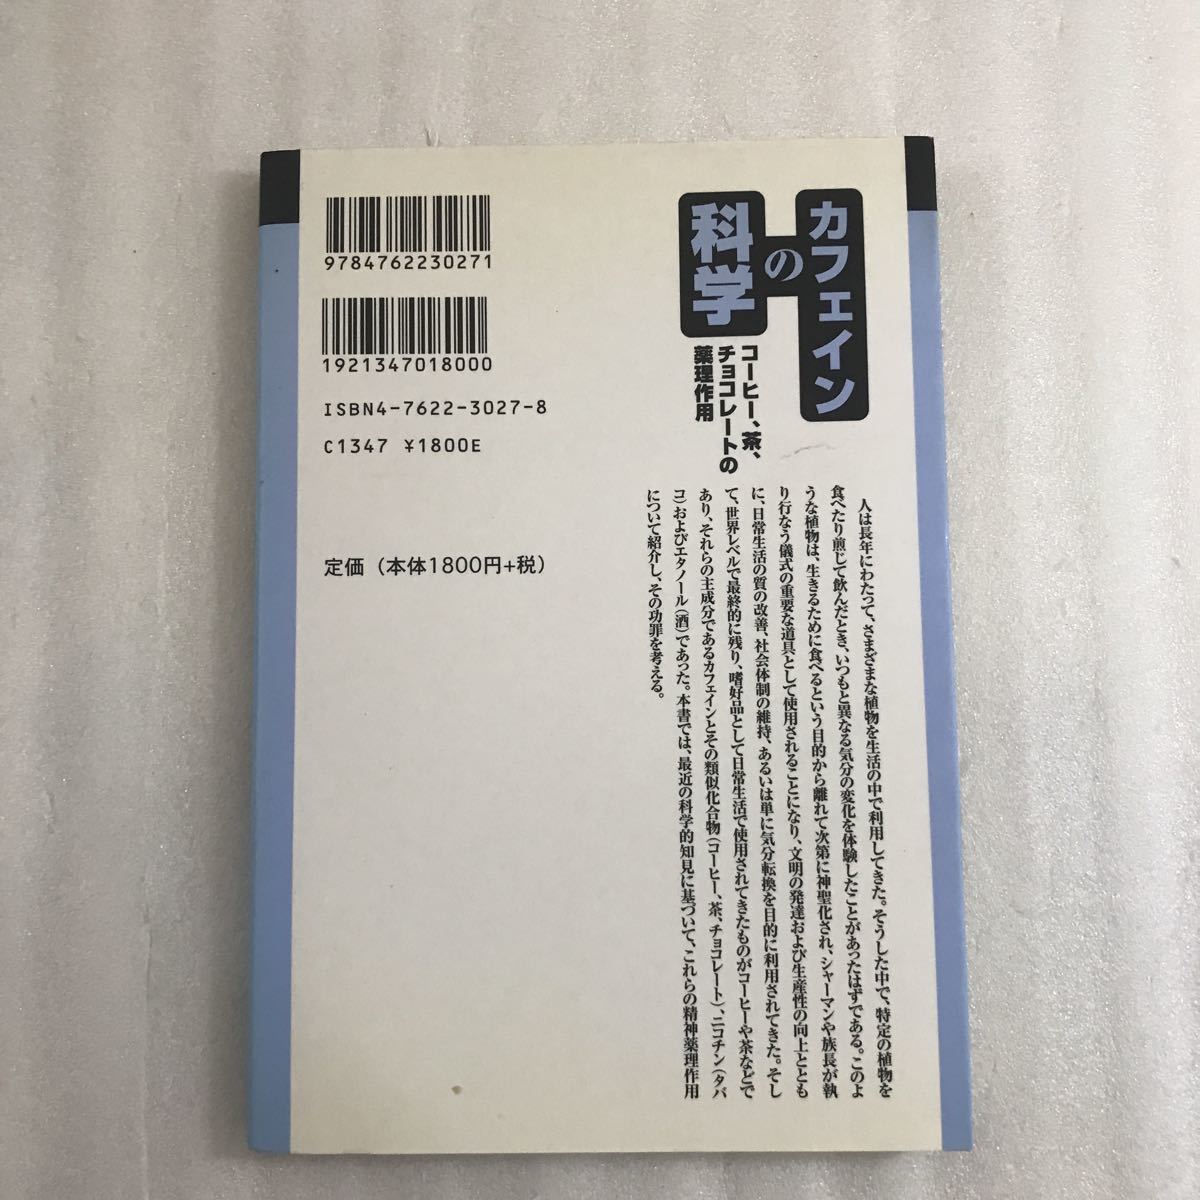 カフェイン
の
科学
コーヒー、茶、
チョコレートの
薬理作用
9784762230271
1921347018000
ISBN4-7622-3027-8
C1347 ¥1800E
定価（本体1800円+税）
人は長年にわたって、さまざまな植物を生活の中で利用してきた。そうした中で、特定の植物を
食べたり煎じて飲んだとき、いつもと異なる気分の変化を体験したことがあったはずである。このよ
うな植物は、生きるために食べるという目的から離れて次第に神聖化され、シャーマンや族長が執
り行なう儀式の重要な道具として使用されることになり、文明の発達および生産性の向上ととも
に、日常生活の質の改善、社会体制の維持、あるいは単に気分転換を目的に利用されてきた。そし
て、世界レベルで最終的に残り、嗜好品として日常生活で使用されてきたものがコーヒーや茶などで
あり、それらの主成分であるカフェインとその類似化合物（コーヒー、茶、チョコレート）、ニコチン（タバ
コ）およびエタノール（酒）であった。本書では、最近の科学的知見に基づいて、これらの精神薬理作用
について紹介し、その功罪を考える。